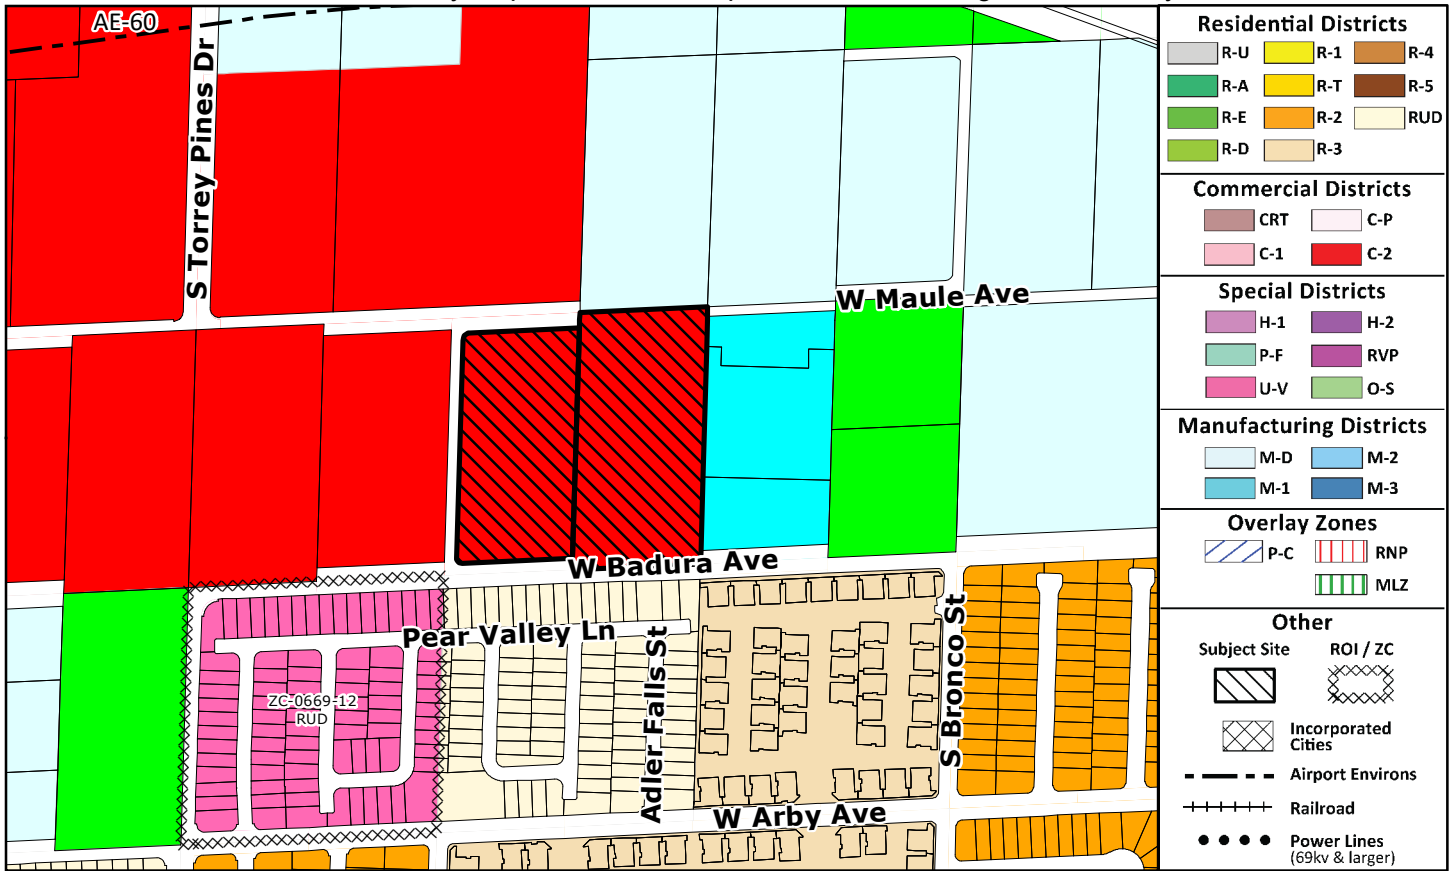 AE-60
S Torrey Pines Dr
W Maule Ave
W Badura Ave
Pear Valley Ln
Adler Falls St
S Bronco St
ZC-0669-12
RUD
W Arby Ave
Residential Districts
R-U
R-1
R-4
R-A
R-T
R-5
R-E
R-2
RUD
R-D
R-3
Commercial Districts
CRT
C-P
C-1
C-2
Special Districts
H-1
H-2
P-F
RVP
U-V
O-S
Manufacturing Districts
M-D
M-2
M-1
M-3
Overlay Zones
P-C
RNP
MLZ
Other
Subject Site
ROI / ZC
Incorporated
Cities
Airport Environs
Railroad
Power Lines
(69kv & larger)